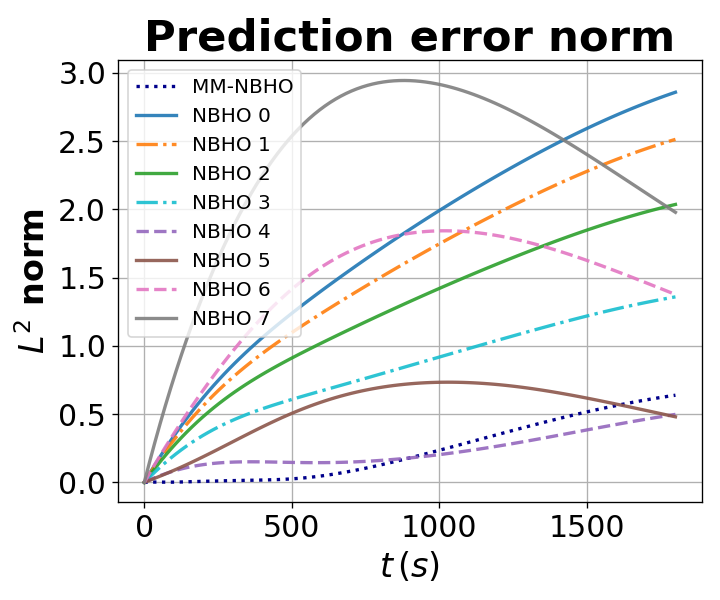 Prediction error norm
3.0
2.5
2.0
1.5
1.0
0.5
0.0
L² norm
MM-NBHO
NBHO 0
NBHO 1
NBHO 2
NBHO 3
NBHO 4
NBHO 5
NBHO 6
NBHO 7
0 500 1000 1500
t (s)